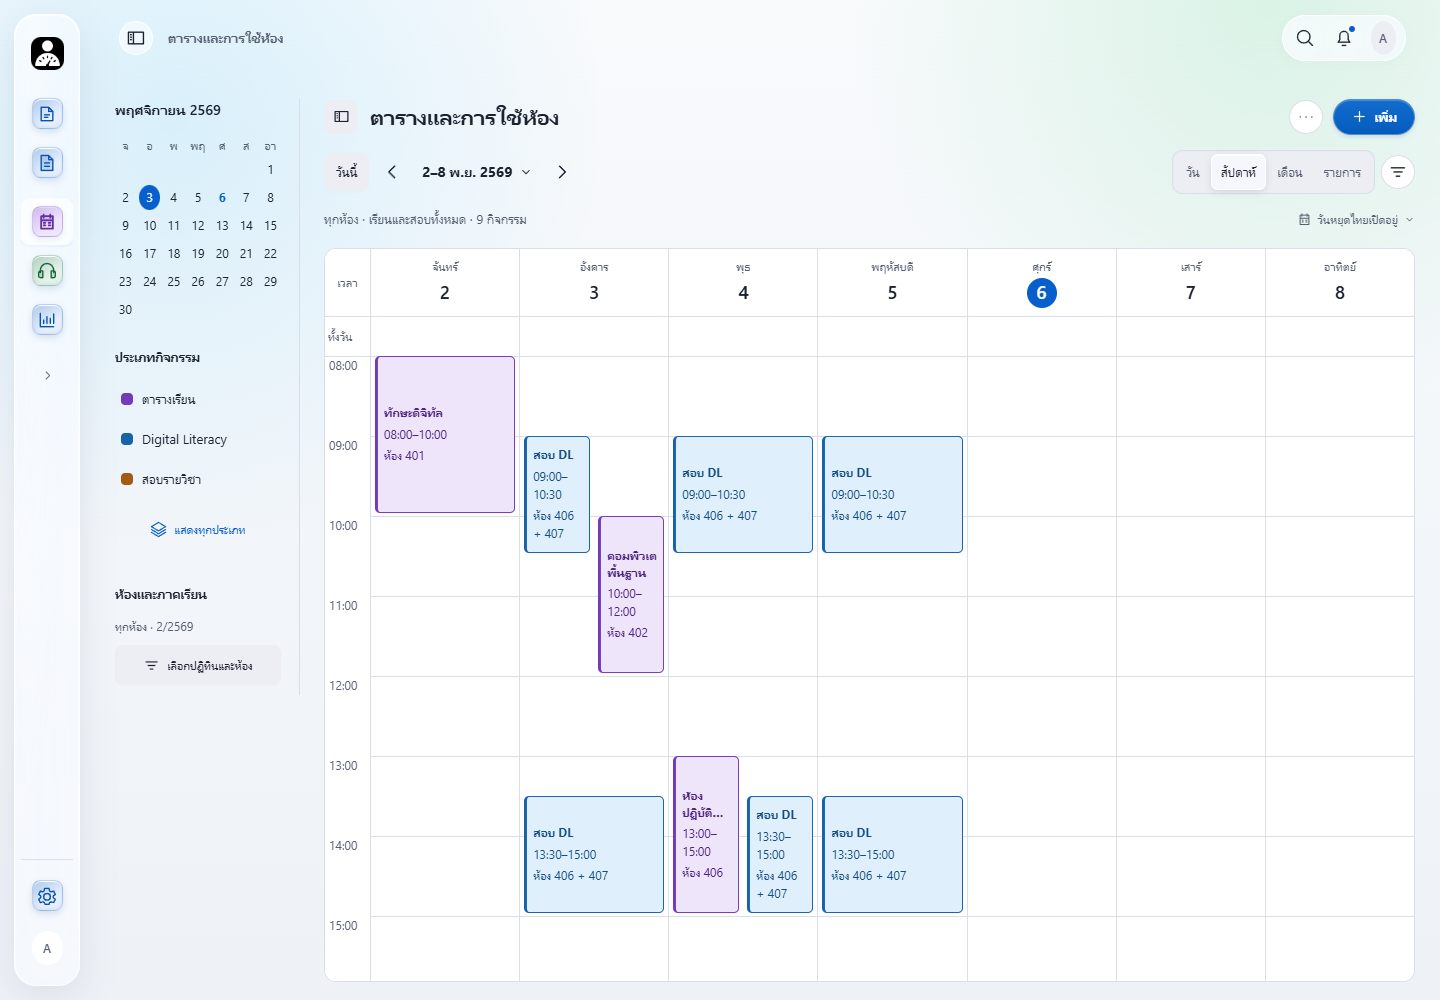 ตารางและการใช้ห้อง
A
พฤศจิกายน 2569
จ อ พ พฤ ศ ส อา
1
2 3 4 5 6 7 8
9 10 11 12 13 14 15
16 17 18 19 20 21 22
23 24 25 26 27 28 29
30
ประเภทกิจกรรม
ตารางเรียน
Digital Literacy
สอบรายวิชา
แสดงทุกประเภท
ห้องและภาคเรียน
ทุกห้อง · 2/2569
เลือกปฏิทินและห้อง
A
ตารางและการใช้ห้อง
เพิ่ม
วันนี้
2–8 พ.ย. 2569
วัน สัปดาห์ เดือน รายการ
ทุกห้อง · เรียนและสอบทั้งหมด · 9 กิจกรรม
วันหยุดไทยเปิดอยู่
เวลา
จันทร์ อังคาร พุธ พฤหัสบดี ศุกร์ เสาร์ อาทิตย์
2 3 4 5 6 7 8
ทั้งวัน
08:00
09:00
10:00
11:00
12:00
13:00
14:00
15:00
ทักษะดิจิทัล
08:00–10:00
ห้อง 401
สอบ DL
09:00–
10:30
ห้อง 406
+ 407
คอมพิวเต
พื้นฐาน
10:00–
12:00
ห้อง 402
สอบ DL
13:30–15:00
ห้อง 406 + 407
สอบ DL
09:00–10:30
ห้อง 406 + 407
ห้อง
ปฏิบัติ...
13:00–
15:00
ห้อง 406
สอบ DL
13:30–
15:00
ห้อง 406
+ 407
สอบ DL
09:00–10:30
ห้อง 406 + 407
สอบ DL
13:30–15:00
ห้อง 406 + 407